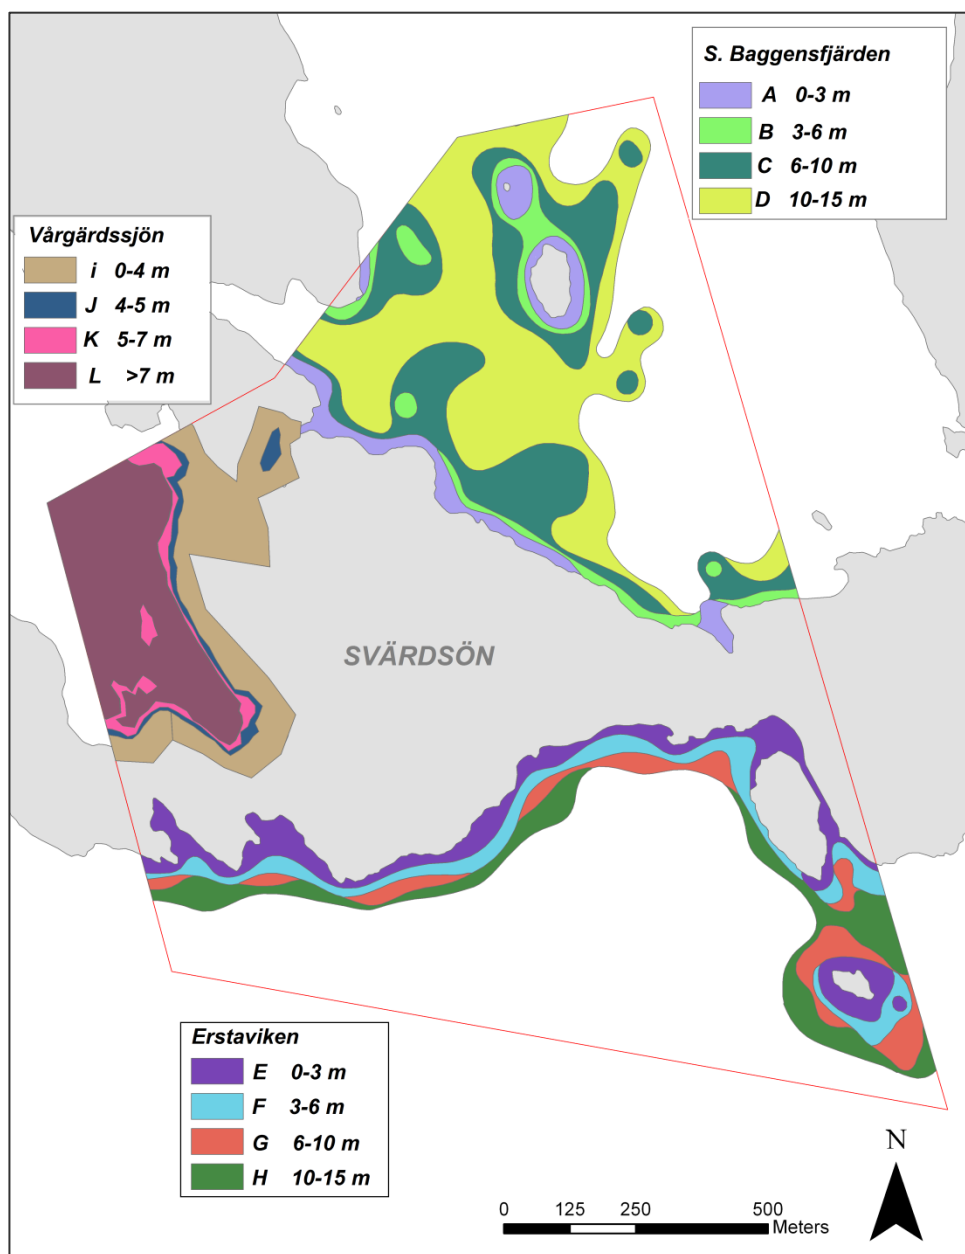 S. Baggensfjärden
A 0-3 m
B 3-6 m
C 6-10 m
D 10-15 m
Vårgärdssjön
i 0-4 m
J 4-5 m
K 5-7 m
L >7 m
SVÄRDSÖN
Erstaviken
E 0-3 m
F 3-6 m
G 6-10 m
H 10-15 m
N
0 125 250 500
Meters